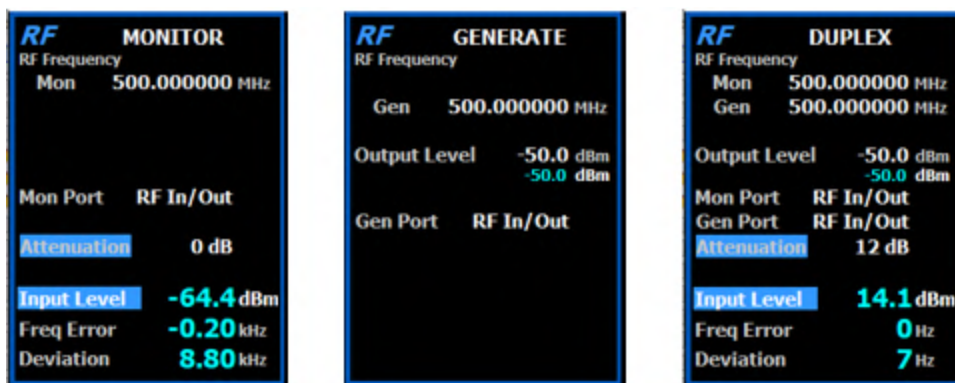 RF MONITOR
RF Frequency
Mon 500.000000 MHz
Mon Port RF In/Out
Attenuation 0 dB
Input Level -64.4 dBm
Freq Error -0.20 kHz
Deviation 8.80 kHz
RF GENERATE
RF Frequency
Gen 500.000000 MHz
Output Level -50.0 dBm
-50.0 dBm
Gen Port RF In/Out
RF DUPLEX
RF Frequency
Mon 500.000000 MHz
Gen 500.000000 MHz
Output Level -50.0 dBm
-50.0 dBm
Mon Port RF In/Out
Gen Port RF In/Out
Attenuation 12 dB
Input Level 14.1 dBm
Freq Error 0 Hz
Deviation 7 Hz